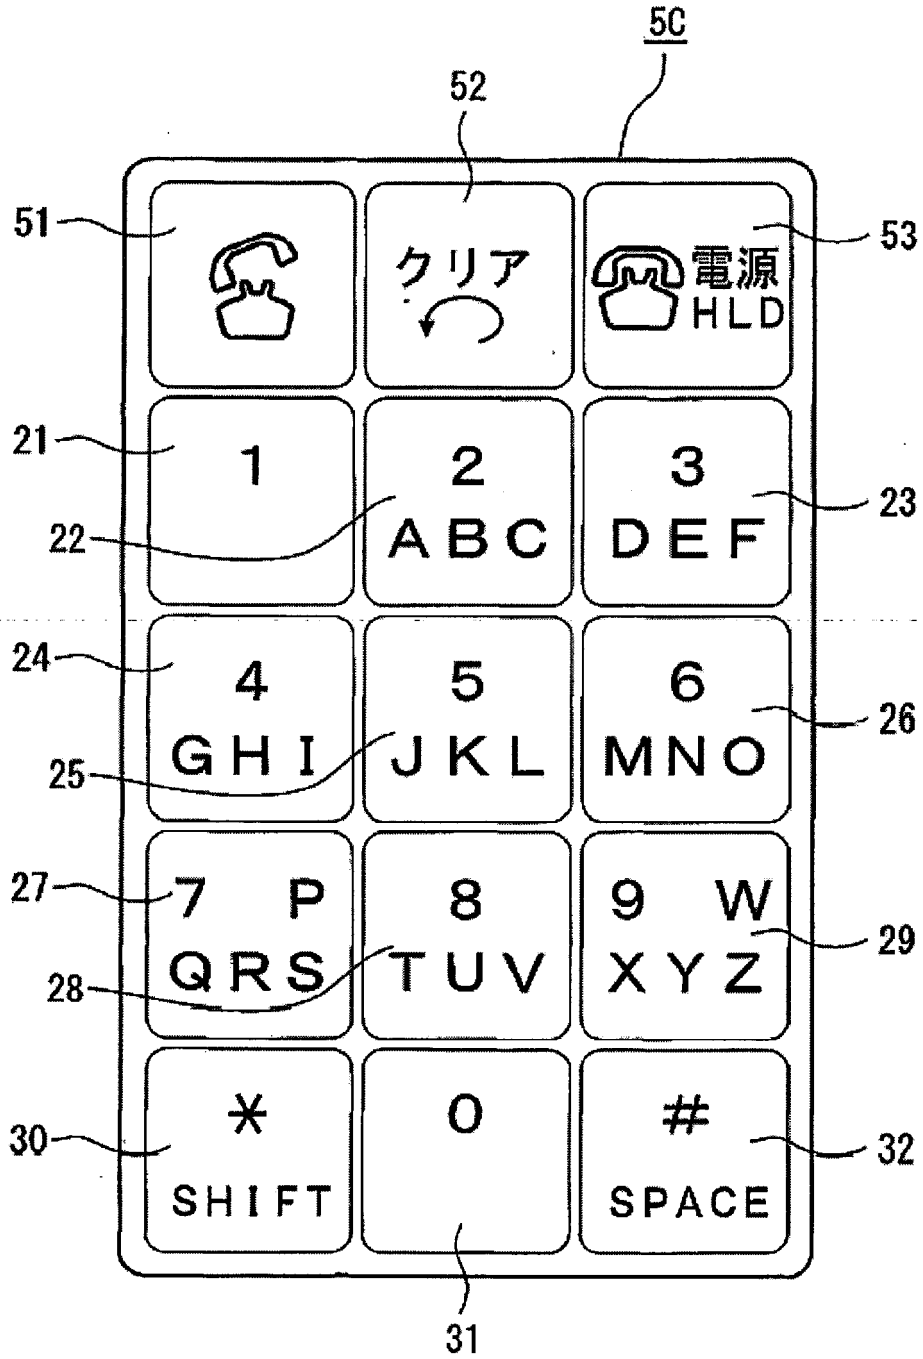 5C
52
51
53
クリア
電源
HLD
21
1
2
3
23
22
ABC
DEF
24
4
5
6
26
25
GHI
JKL
MNO
27
7 P
8
9 W
29
28
QRS
TUV
XYZ
30
*
0
#
32
SHIFT
SPACE
31